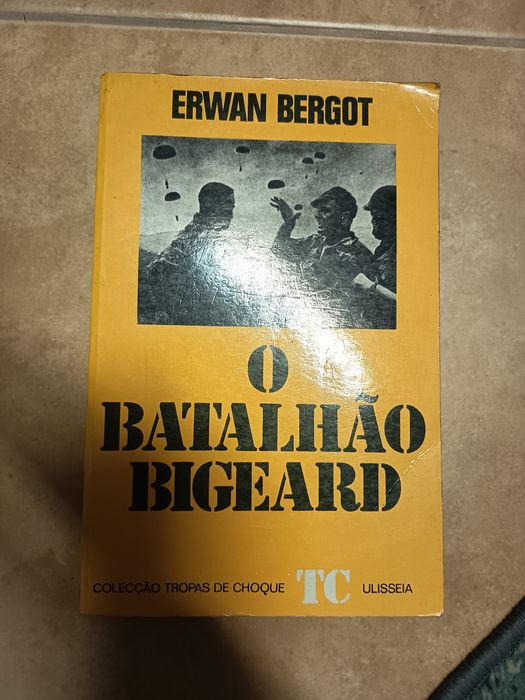 ERWAN BERGOT
O
BATALHÃO
BIGEARD
COLECÇÃO TROPAS DE CHOQUE TC ULISSEIA